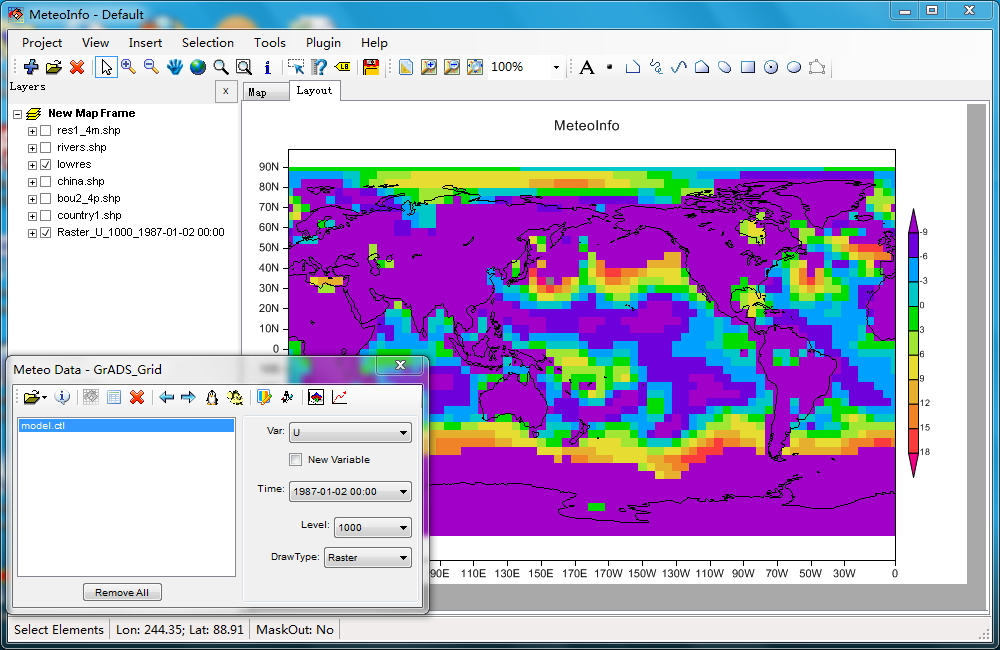 MeteoInfo - Default
Project View Insert Selection Tools Plugin Help
100%
A
Layers
x
Map Layout
New Map Frame
res1_4m.shp
rivers.shp
lowres
china.shp
bou2_4p.shp
country1.shp
Raster_U_1000_1987-01-02 00:00
MeteoInfo
90N
80N
70N
60N
50N
40N
30N
20N
10N
0
-9
-6
-3
0
3
6
9
12
15
18
90E 110E 130E 150E 170E 170W 150W 130W 110W 90W 70W 50W 30W 0
Meteo Data - GrADS_Grid
model.ctl
Var: U
New Variable
Time: 1987-01-02 00:00
Level: 1000
DrawType: Raster
Remove All
Select Elements Lon: 244.35; Lat: 88.91 MaskOut: No